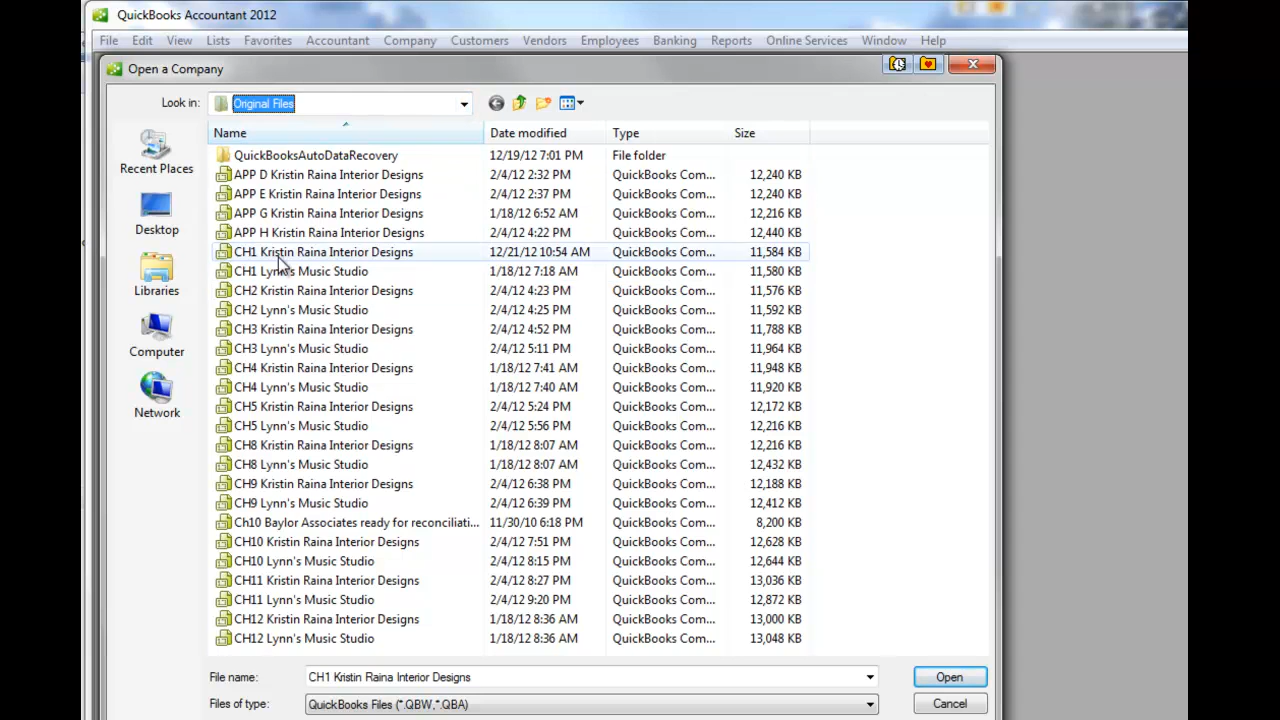 QuickBooks Accountant 2012
File Edit View Lists Favorites Accountant Company Customers Vendors Employees Banking Reports Online Services Window Help
Open a Company
Look in: Original Files
Name Date modified Type Size
QuickBooksAutoDataRecovery 12/19/12 7:01 PM File folder
APP D Kristin Raina Interior Designs 2/4/12 2:32 PM QuickBooks Com... 12,240 KB
APP E Kristin Raina Interior Designs 2/4/12 2:37 PM QuickBooks Com... 12,240 KB
APP G Kristin Raina Interior Designs 1/18/12 6:52 AM QuickBooks Com... 12,216 KB
APP H Kristin Raina Interior Designs 2/4/12 4:22 PM QuickBooks Com... 12,440 KB
CH1 Kristin Raina Interior Designs 12/21/12 10:54 AM QuickBooks Com... 11,584 KB
CH1 Lynn's Music Studio 1/18/12 7:18 AM QuickBooks Com... 11,580 KB
CH2 Kristin Raina Interior Designs 2/4/12 4:23 PM QuickBooks Com... 11,576 KB
CH2 Lynn's Music Studio 2/4/12 4:25 PM QuickBooks Com... 11,592 KB
CH3 Kristin Raina Interior Designs 2/4/12 4:52 PM QuickBooks Com... 11,788 KB
CH3 Lynn's Music Studio 2/4/12 5:11 PM QuickBooks Com... 11,964 KB
CH4 Kristin Raina Interior Designs 1/18/12 7:41 AM QuickBooks Com... 11,948 KB
CH4 Lynn's Music Studio 1/18/12 7:40 AM QuickBooks Com... 11,920 KB
CH5 Kristin Raina Interior Designs 2/4/12 5:24 PM QuickBooks Com... 12,172 KB
CH5 Lynn's Music Studio 2/4/12 5:56 PM QuickBooks Com... 12,216 KB
CH8 Kristin Raina Interior Designs 1/18/12 8:07 AM QuickBooks Com... 12,216 KB
CH8 Lynn's Music Studio 1/18/12 8:07 AM QuickBooks Com... 12,432 KB
CH9 Kristin Raina Interior Designs 2/4/12 6:38 PM QuickBooks Com... 12,188 KB
CH9 Lynn's Music Studio 2/4/12 6:39 PM QuickBooks Com... 12,412 KB
Ch10 Baylor Associates ready for reconciliati... 11/30/10 6:18 PM QuickBooks Com... 8,200 KB
CH10 Kristin Raina Interior Designs 2/4/12 7:51 PM QuickBooks Com... 12,628 KB
CH10 Lynn's Music Studio 2/4/12 8:15 PM QuickBooks Com... 12,644 KB
CH11 Kristin Raina Interior Designs 2/4/12 8:27 PM QuickBooks Com... 13,036 KB
CH11 Lynn's Music Studio 2/4/12 9:20 PM QuickBooks Com... 12,872 KB
CH12 Kristin Raina Interior Designs 1/18/12 8:36 AM QuickBooks Com... 13,000 KB
CH12 Lynn's Music Studio 1/18/12 8:36 AM QuickBooks Com... 13,048 KB
Recent Places
Desktop
Libraries
Computer
Network
File name: CH1 Kristin Raina Interior Designs Open
Files of type: QuickBooks Files (*.QBW,*.QBA) Cancel